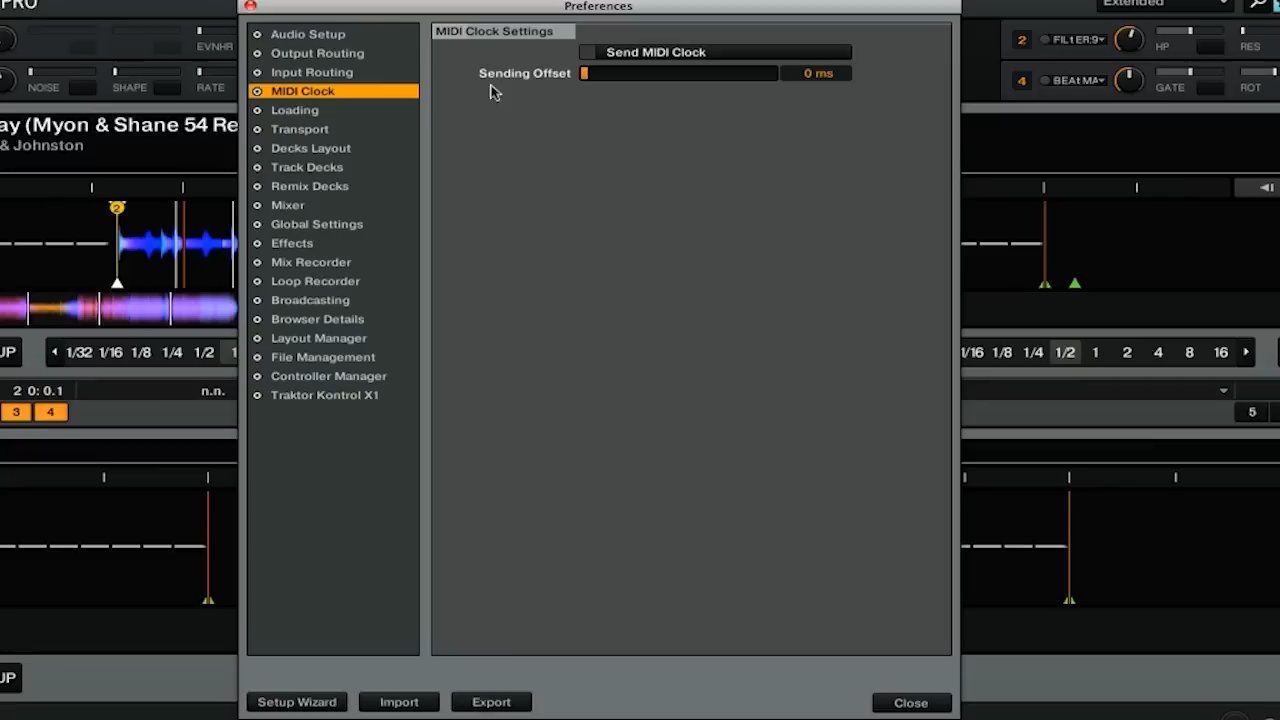 PRO
Preferences
Extended
EVNHR
2 FILtER:9
HP
RES
NOISE
SHAPE
RATE
4 BEAt MA
GATE
ROT
ay (Myon & Shane 54 Re
& Johnston
2
Audio Setup
Output Routing
Input Routing
MIDI Clock
Loading
Transport
Decks Layout
Track Decks
Remix Decks
Mixer
Global Settings
Effects
Mix Recorder
Loop Recorder
Broadcasting
Browser Details
Layout Manager
File Management
Controller Manager
Traktor Kontrol X1
MIDI Clock Settings
Send MIDI Clock
Sending Offset 0 ms
UP 1/32 1/16 1/8 1/4 1/2 1
1/16 1/8 1/4 1/2 1 2 4 8 16
2 0: 0.1 n.n.
3 4
5
UP
Setup Wizard Import Export Close